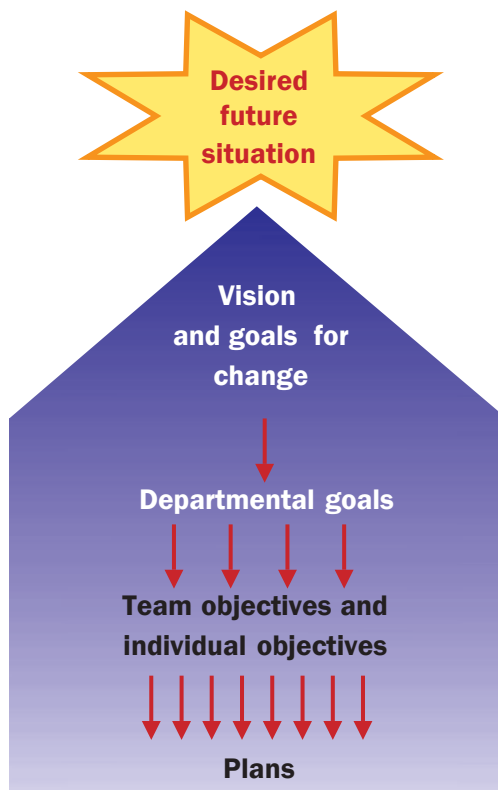 Desired
future
situation
Vision
and goals for
change
Departmental goals
Team objectives and
individual objectives
Plans